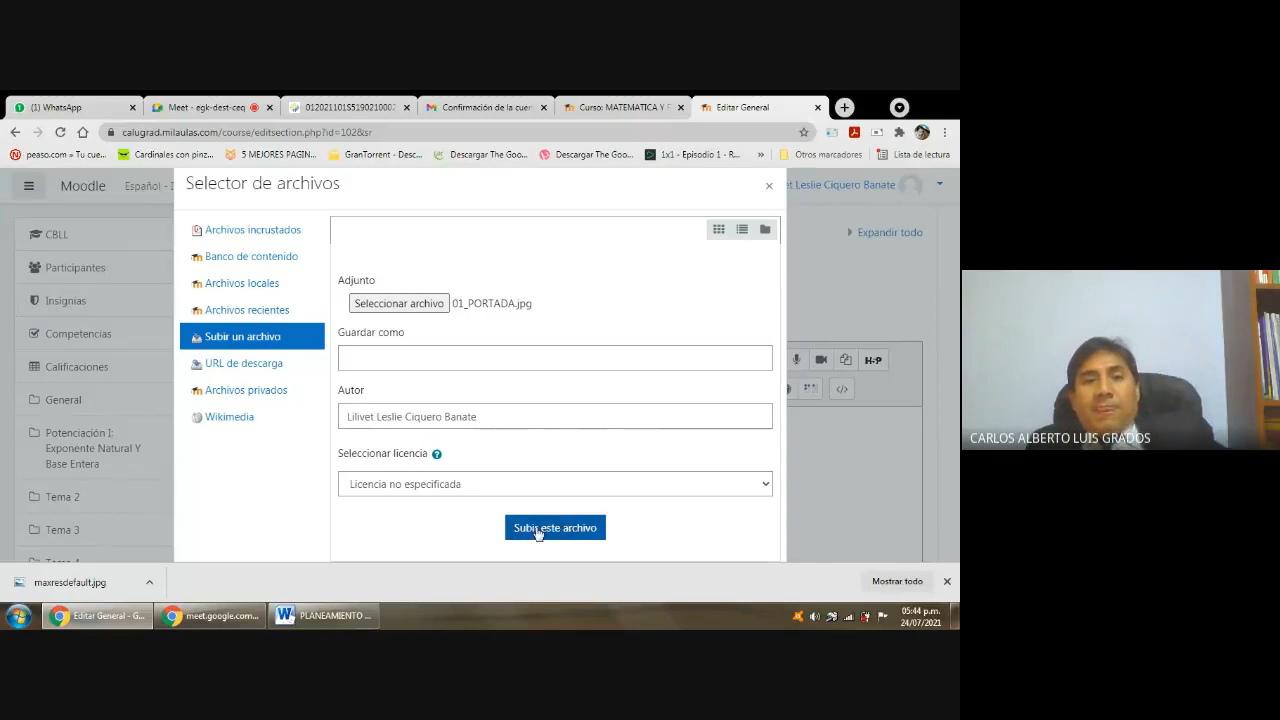 (1) WhatsApp
Meet - egk-dest-ceq
012021101S519021000
Confirmación de la cuer
Curso: MATEMATICA Y F
Editar General
calugrad.milaulas.com/course/editsection.php?id=102&sr
peaso.com » Tu cue...
Cardinales con pinz...
5 MEJORES PAGIN...
GranTorrent - Desc...
Descargar The Goo...
Descargar The Goo...
1x1 - Episodio 1 - R...
»
Otros marcadores
Lista de lectura
Moodle
Español - I
Selector de archivos
et Leslie Ciquero Banate
CBLL
Participantes
Insignias
Competencias
Calificaciones
General
Potenciación I:
Exponente Natural Y
Base Entera
Tema 2
Tema 3
Archivos incrustados
Banco de contenido
Archivos locales
Archivos recientes
Subir un archivo
URL de descarga
Archivos privados
Wikimedia
Adjunto
Seleccionar archivo 01_PORTADA.jpg
Guardar como
Autor
Lilivet Leslie Ciquero Banate
Seleccionar licencia
Licencia no especificada
Subir este archivo
Expandir todo
H-P
CARLOS ALBERTO LUIS GRADOS
maxresdefault.jpg
Mostrar todo
Editar General - G...
meet.google.com...
PLANEAMIENTO ...
05:44 p.m.
24/07/2021